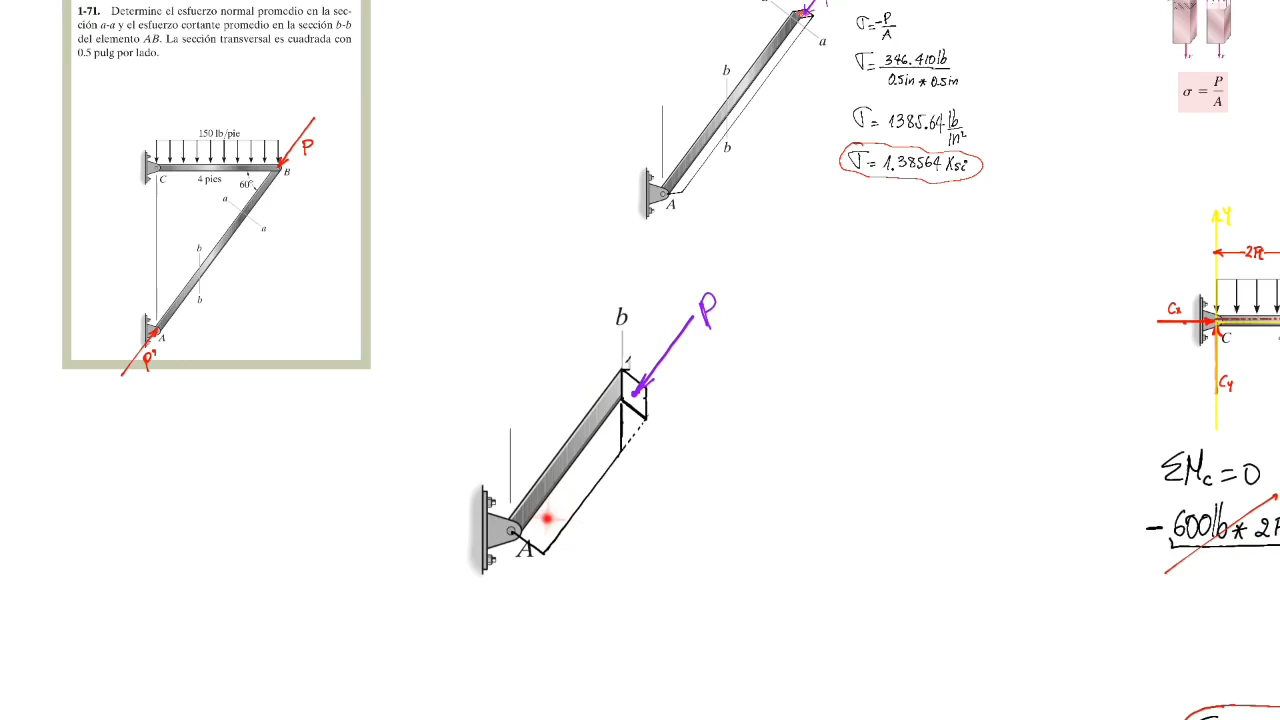 1-71. Determine el esfuerzo normal promedio en la sec-
ción a-a y el esfuerzo cortante promedio en la sección b-b
del elemento AB. La sección transversal es cuadrada con
0.5 pulg por lado.
150 lb/pie
P
C
4 pies
60°
B
a
a
b
b
A
P'
a
b
b
A
σ = -P/A
σ = 346.410 lb / 0.5in * 0.5in
σ = 1385.64 lb/in²
σ = 1.38564 Ksi
σ = P/A
b
P
A
Y
2Ft
Cx
C
Cy
ΣMc = 0
- 600lb * 2F